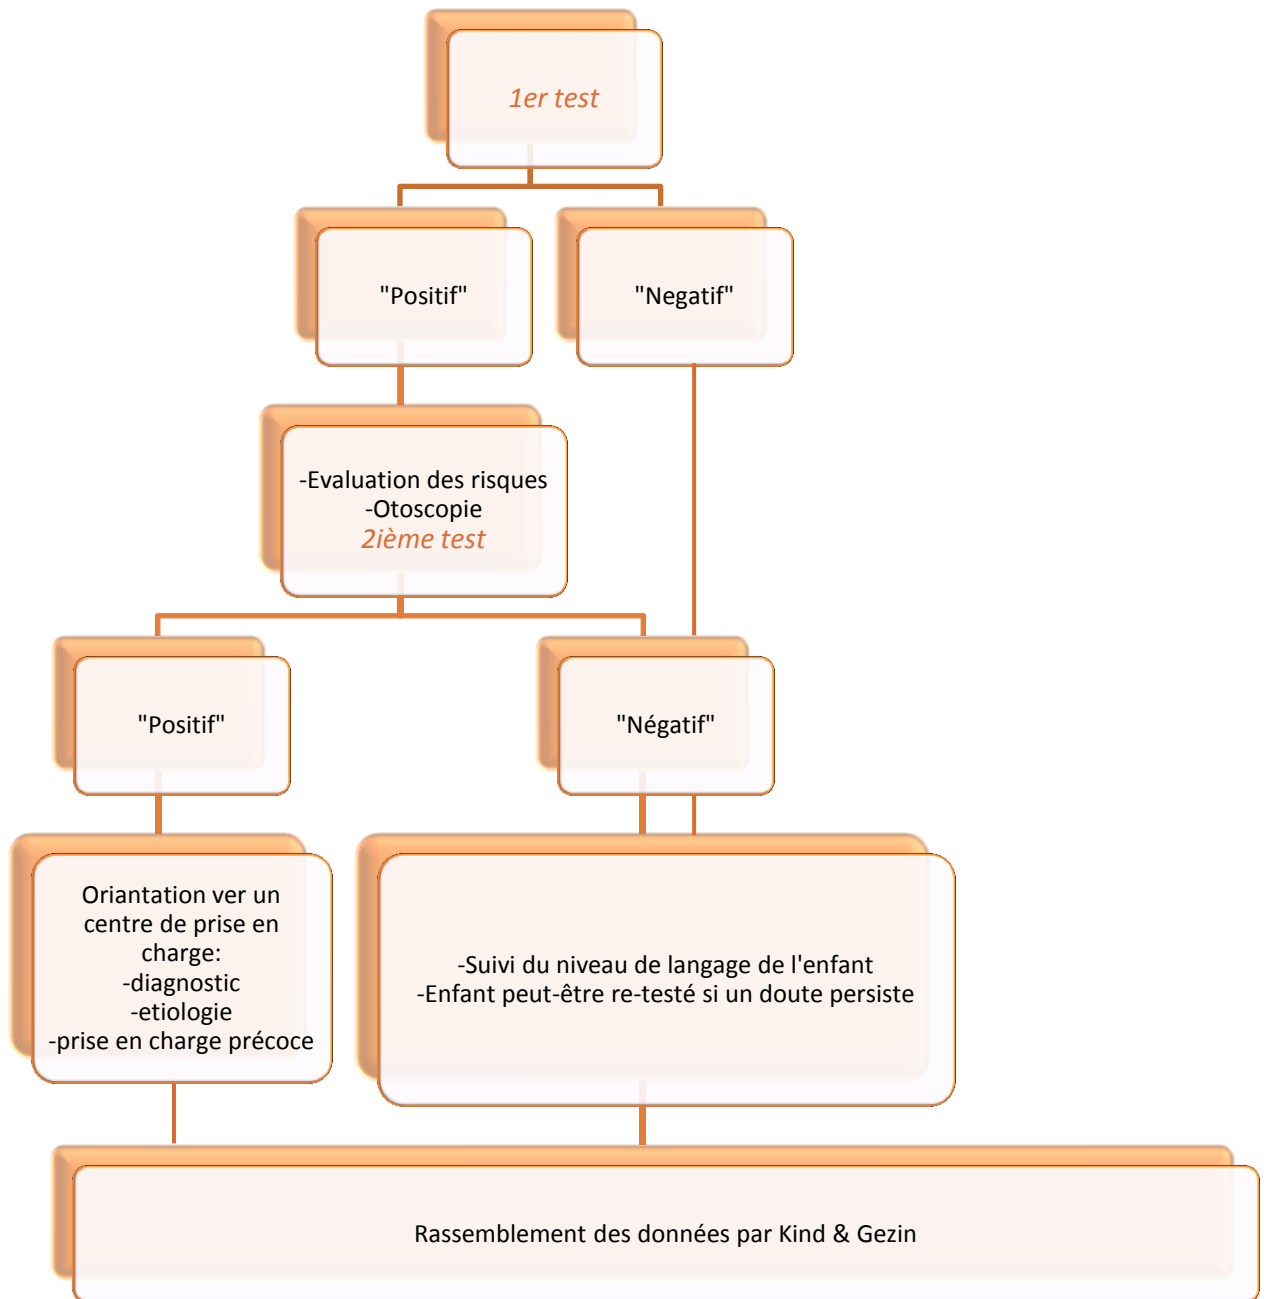 1er test
"Positif"
"Negatif"
-Evaluation des risques
-Otoscopie
2ième test
"Positif"
"Négatif"
Oriantation ver un
centre de prise en
charge:
-diagnostic
-etiologie
-prise en charge précoce
-Suivi du niveau de langage de l'enfant
-Enfant peut-être re-testé si un doute persiste
Rassemblement des données par Kind & Gezin